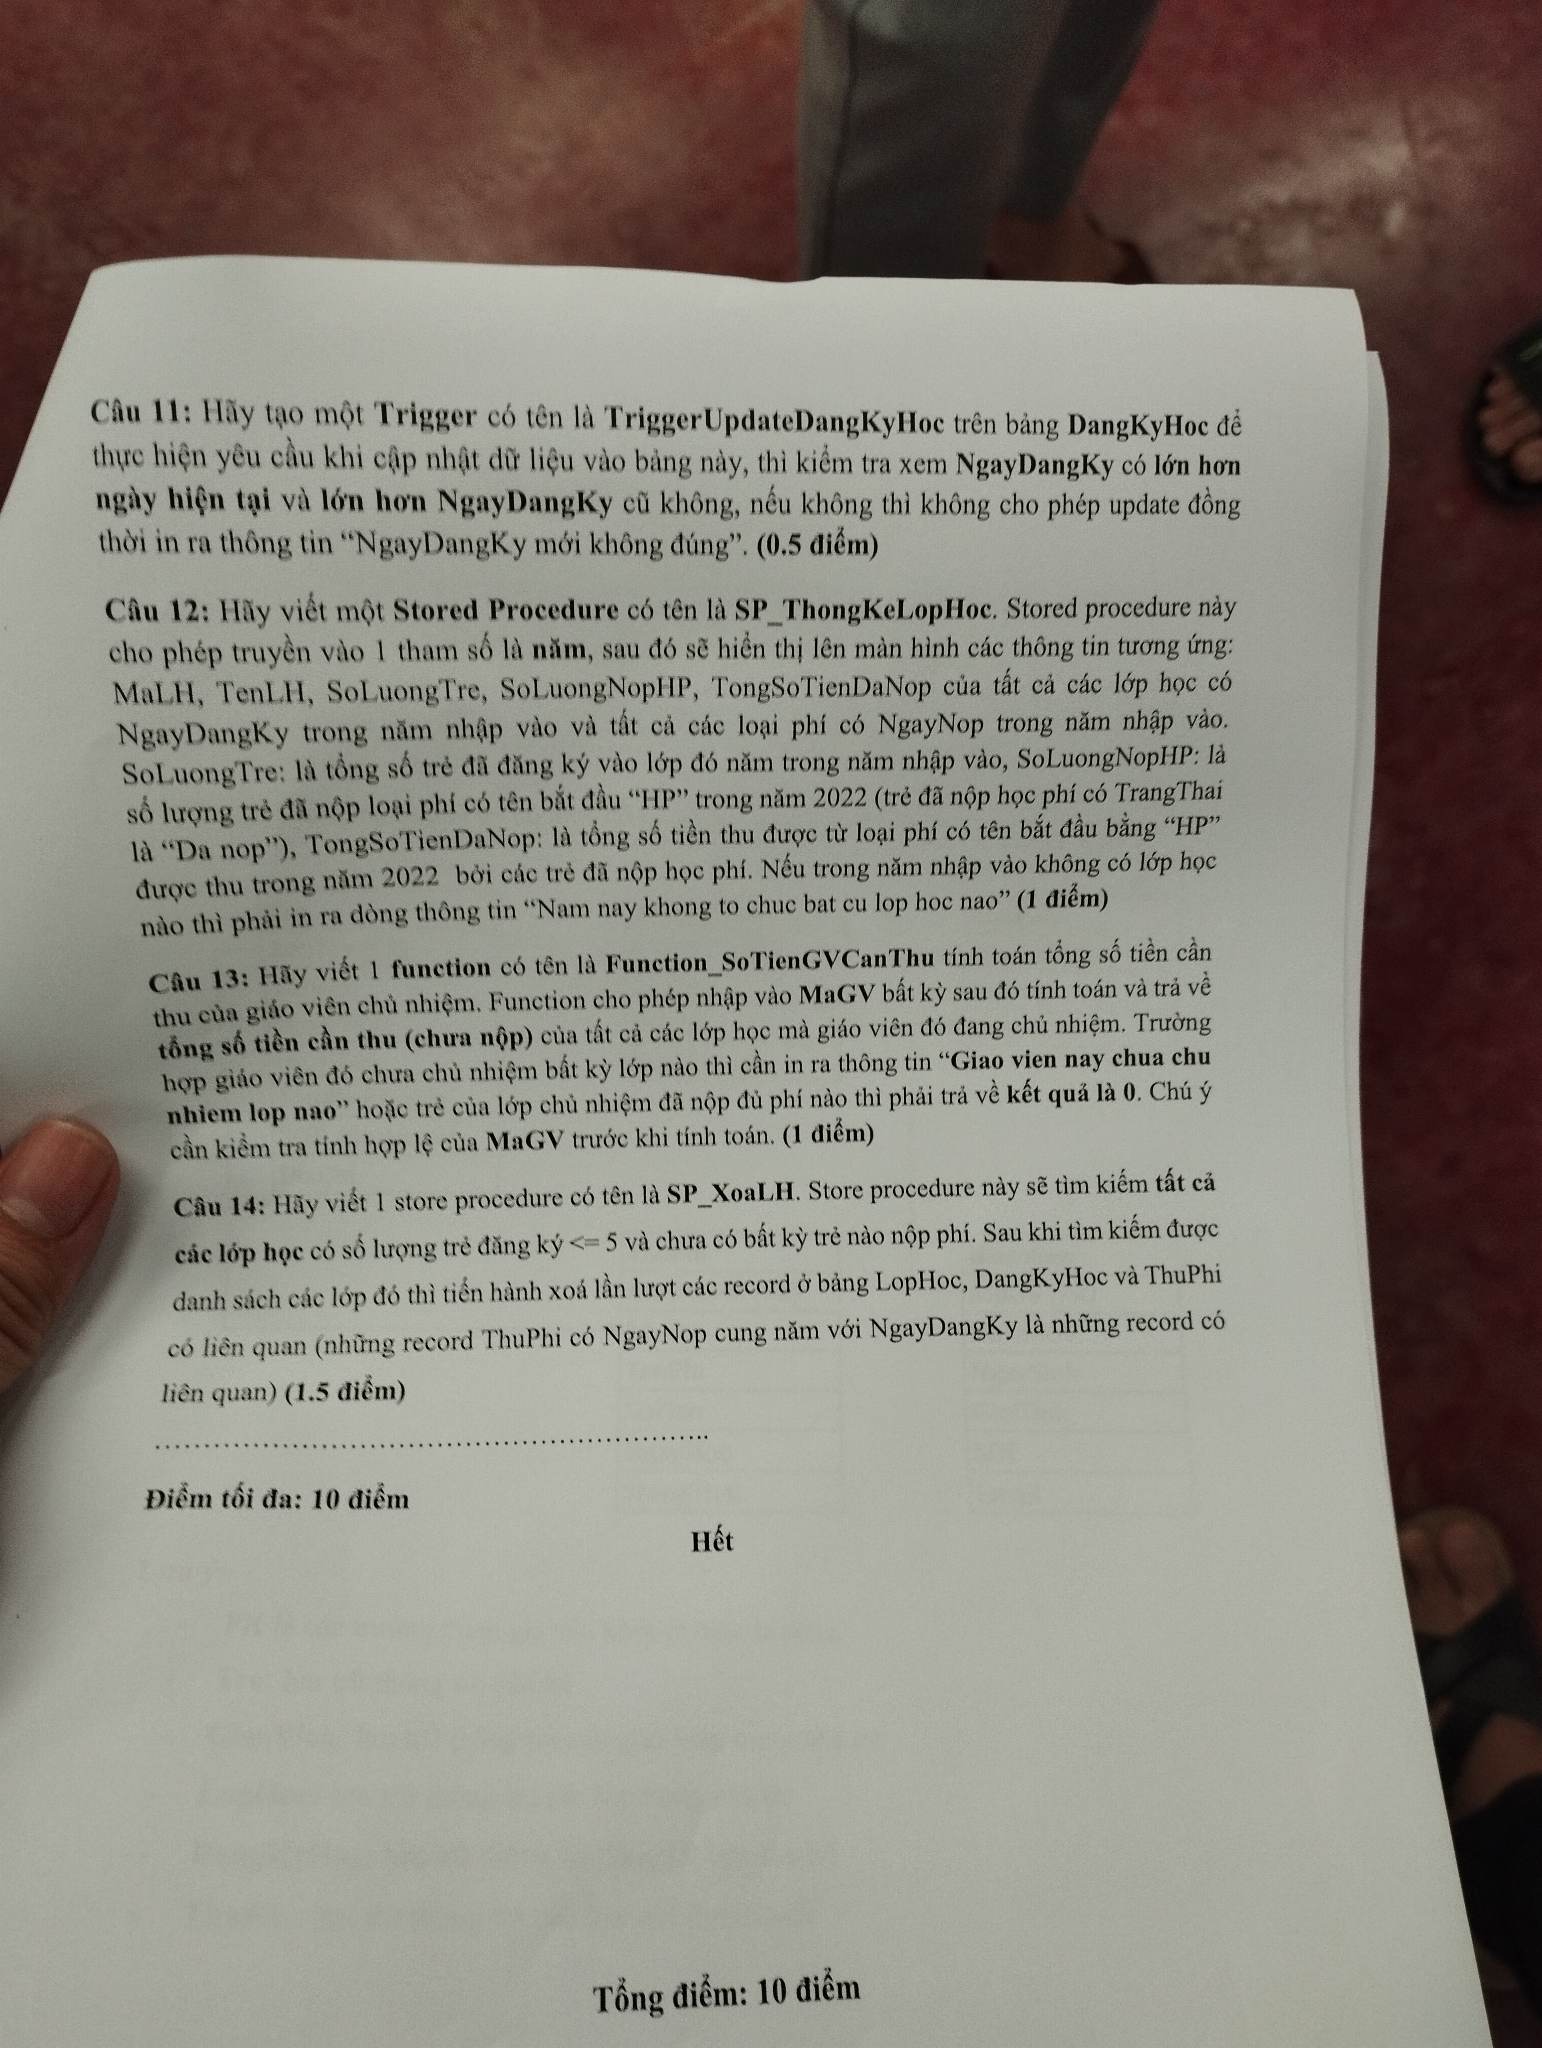 Câu 11: Hãy tạo một Trigger có tên là TriggerUpdateDangKyHoc trên bảng DangKyHoc để
thực hiện yêu cầu khi cập nhật dữ liệu vào bảng này, thì kiểm tra xem NgayDangKy có lớn hơn
ngày hiện tại và lớn hơn NgayDangKy cũ không, nếu không thì không cho phép update đồng
thời in ra thông tin “NgayDangKy mới không đúng”. (0.5 điểm)
Câu 12: Hãy viết một Stored Procedure có tên là SP_ThongKeLopHoc. Stored procedure này
cho phép truyền vào 1 tham số là năm, sau đó sẽ hiển thị lên màn hình các thông tin tương ứng:
MaLH, TenLH, SoLuongTre, SoLuongNopHP, TongSoTienDaNop của tất cả các lớp học có
NgayDangKy trong năm nhập vào và tất cả các loại phí có NgayNop trong năm nhập vào.
SoLuongTre: là tổng số trẻ đã đăng ký vào lớp đó năm trong năm nhập vào, SoLuongNopHP: là
số lượng trẻ đã nộp loại phí có tên bắt đầu “HP” trong năm 2022 (trẻ đã nộp học phí có TrangThai
là “Da nop”), TongSoTienDaNop: là tổng số tiền thu được từ loại phí có tên bắt đầu bằng “HP”
được thu trong năm 2022 bởi các trẻ đã nộp học phí. Nếu trong năm nhập vào không có lớp học
nào thì phải in ra dòng thông tin “Nam nay khong to chuc bat cu lop hoc nao” (1 điểm)
Câu 13: Hãy viết 1 function có tên là Function_SoTienGVCanThu tính toán tổng số tiền cần
thu của giáo viên chủ nhiệm. Function cho phép nhập vào MaGV bất kỳ sau đó tính toán và trả về
tổng số tiền cần thu (chưa nộp) của tất cả các lớp học mà giáo viên đó đang chủ nhiệm. Trường
hợp giáo viên đó chưa chủ nhiệm bất kỳ lớp nào thì cần in ra thông tin “Giao vien nay chua chu
nhiem lop nao” hoặc trẻ của lớp chủ nhiệm đã nộp đủ phí nào thì phải trả về kết quả là 0. Chú ý
cần kiểm tra tính hợp lệ của MaGV trước khi tính toán. (1 điểm)
Câu 14: Hãy viết 1 store procedure có tên là SP_XoaLH. Store procedure này sẽ tìm kiếm tất cả
các lớp học có số lượng trẻ đăng ký <= 5 và chưa có bất kỳ trẻ nào nộp phí. Sau khi tìm kiếm được
danh sách các lớp đó thì tiến hành xoá lần lượt các record ở bảng LopHoc, DangKyHoc và ThuPhi
có liên quan (những record ThuPhi có NgayNop cung năm với NgayDangKy là những record có
liên quan) (1.5 điểm)
Điểm tối đa: 10 điểm
Hết
Tổng điểm: 10 điểm